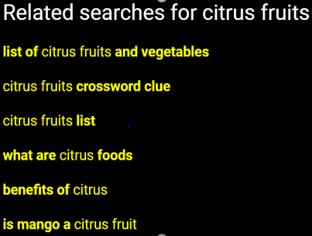 Related searches for citrus fruits
list of citrus fruits and vegetables
citrus fruits crossword clue
citrus fruits list
what are citrus foods
benefits of citrus
is mango a citrus fruit